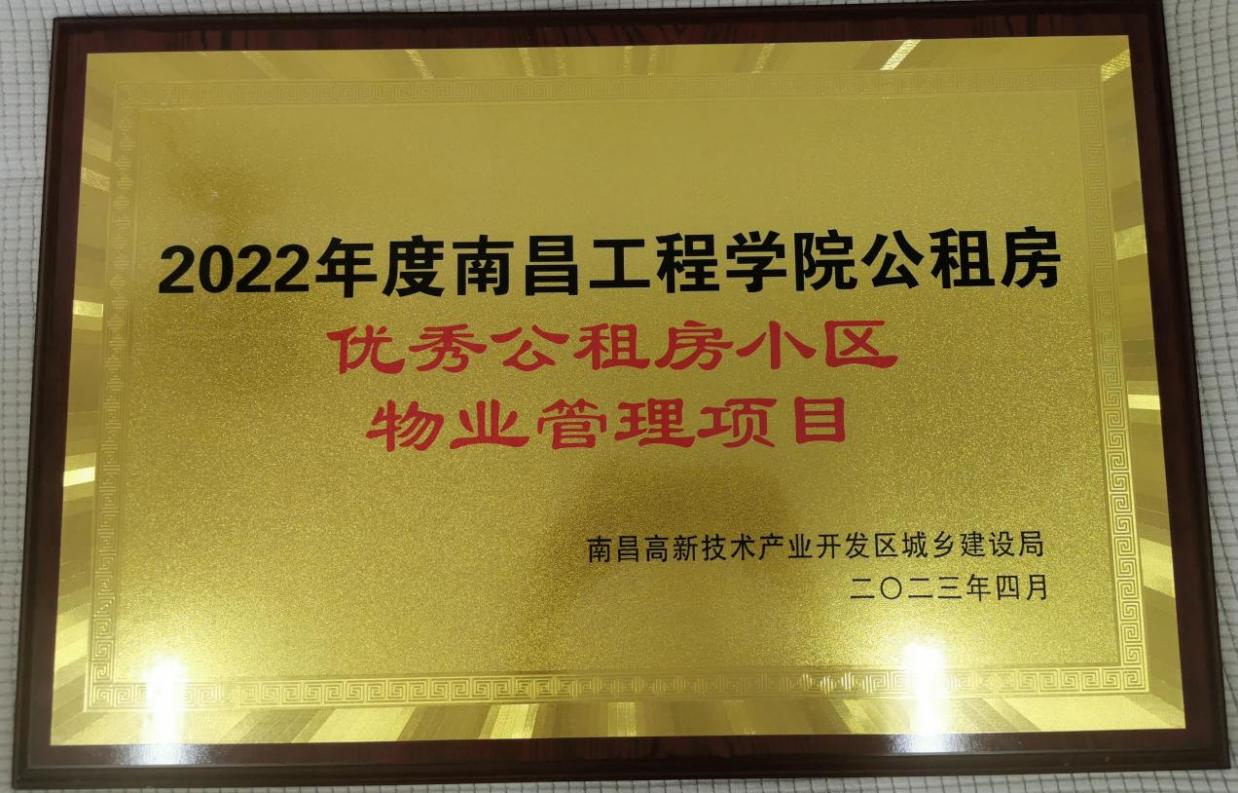 2022年度南昌工程学院公租房
优秀公租房小区
物业管理项目
南昌高新技术产业开发区城乡建设局
二〇二三年四月